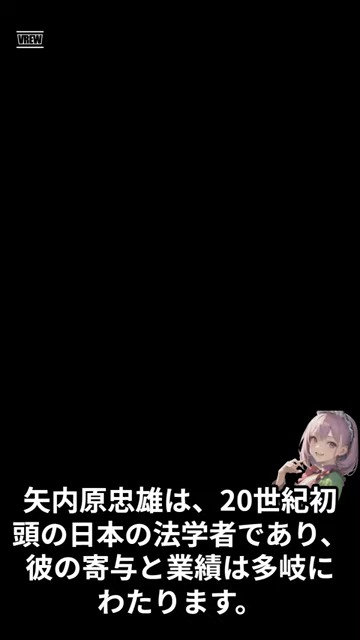 VREW
矢内原忠雄は、20世紀初
頭の日本の法学者であり、
彼の寄与と業績は多岐に
わたります。